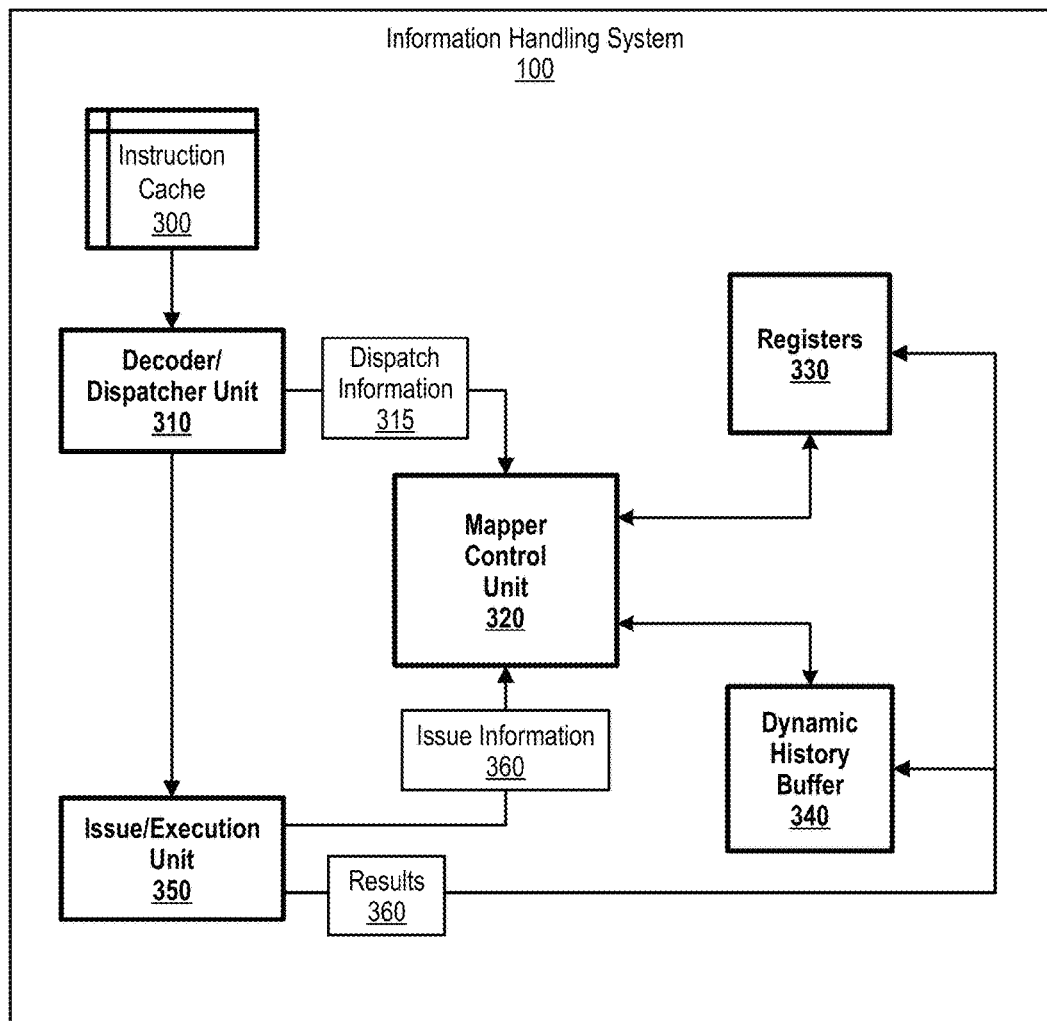 Information Handling System
100
Instruction
Cache
300
Decoder/
Dispatcher Unit
310
Dispatch
Information
315
Registers
330
Mapper
Control
Unit
320
Issue Information
360
Dynamic
History
Buffer
340
Issue/Execution
Unit
350
Results
360